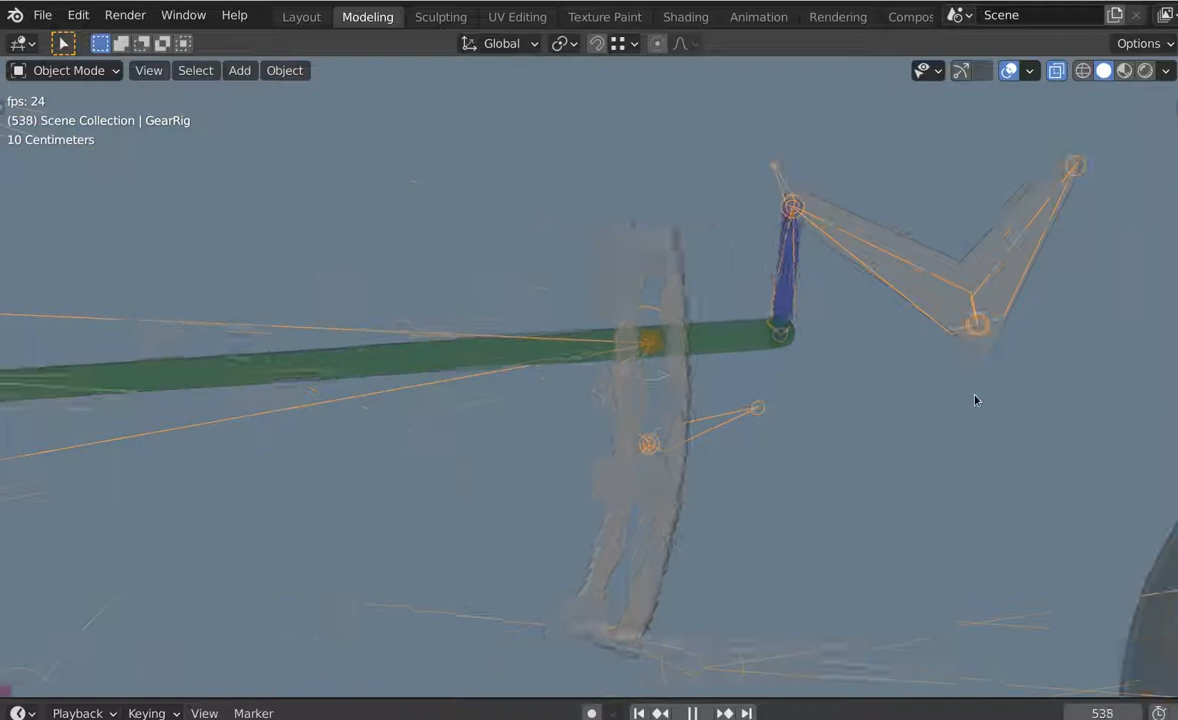 File Edit Render Window Help Layout Modeling Sculpting UV Editing Texture Paint Shading Animation Rendering Compos Scene
Global Options
Object Mode View Select Add Object
fps: 24
(538) Scene Collection | GearRig
10 Centimeters
Playback Keying View Marker 538